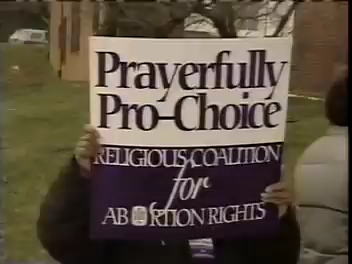 Prayerfully
Pro-Choice
RELIGIOUS COALITION
for
ABORTION RIGHTS